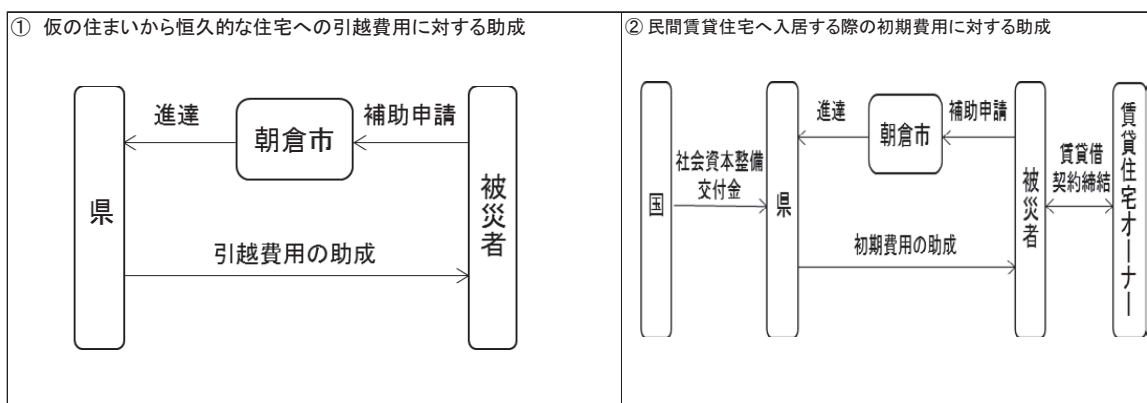 ① 仮の住まいから恒久的な住宅への引越費用に対する助成
進達
補助申請
朝倉市
県
被災者
引越費用の助成
② 民間賃貸住宅へ入居する際の初期費用に対する助成
進達
補助申請
朝倉市
社会資本整備
交付金
賃貸借
契約締結
国
県
被災者
賃貸住宅オーナー
初期費用の助成